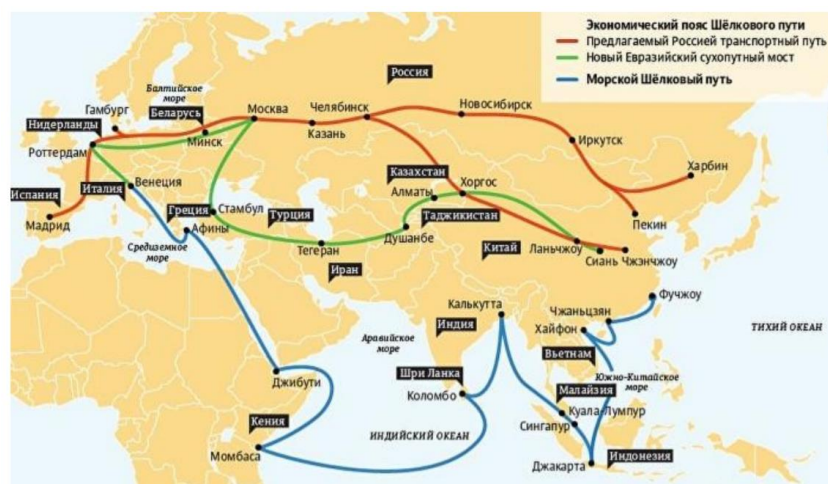 Экономический пояс Шёлкового пути
Предлагаемый Россией транспортный путь
Новый Евразийский сухопутный мост
Морской Шёлковый путь
Россия
Балтийское
море
Гамбург
Беларусь
Москва
Челябинск
Новосибирск
Нидерланды
Минск
Казань
Роттердам
Иркутск
Харбин
Казахстан
Хоргос
Испания
Италия
Венеция
Алматы
Греция
Стамбул
Турция
Таджикистан
Пекин
Мадрид
Афины
Душанбе
Китай
Ланьчжоу
Средиземное
море
Тегеран
Сиань
Чжэнчжоу
Иран
Калькутта
Чжаньцзян
Фучжоу
Индия
Хайфон
ТИХИЙ ОКЕАН
Аравийское
море
Вьетнам
Шри Ланка
Южно-Китайское
море
Джибути
Коломбо
Малайзия
Куала-Лумпур
Кения
Сингапур
ИНДИЙСКИЙ ОКЕАН
Момбаса
Джакарта
Индонезия